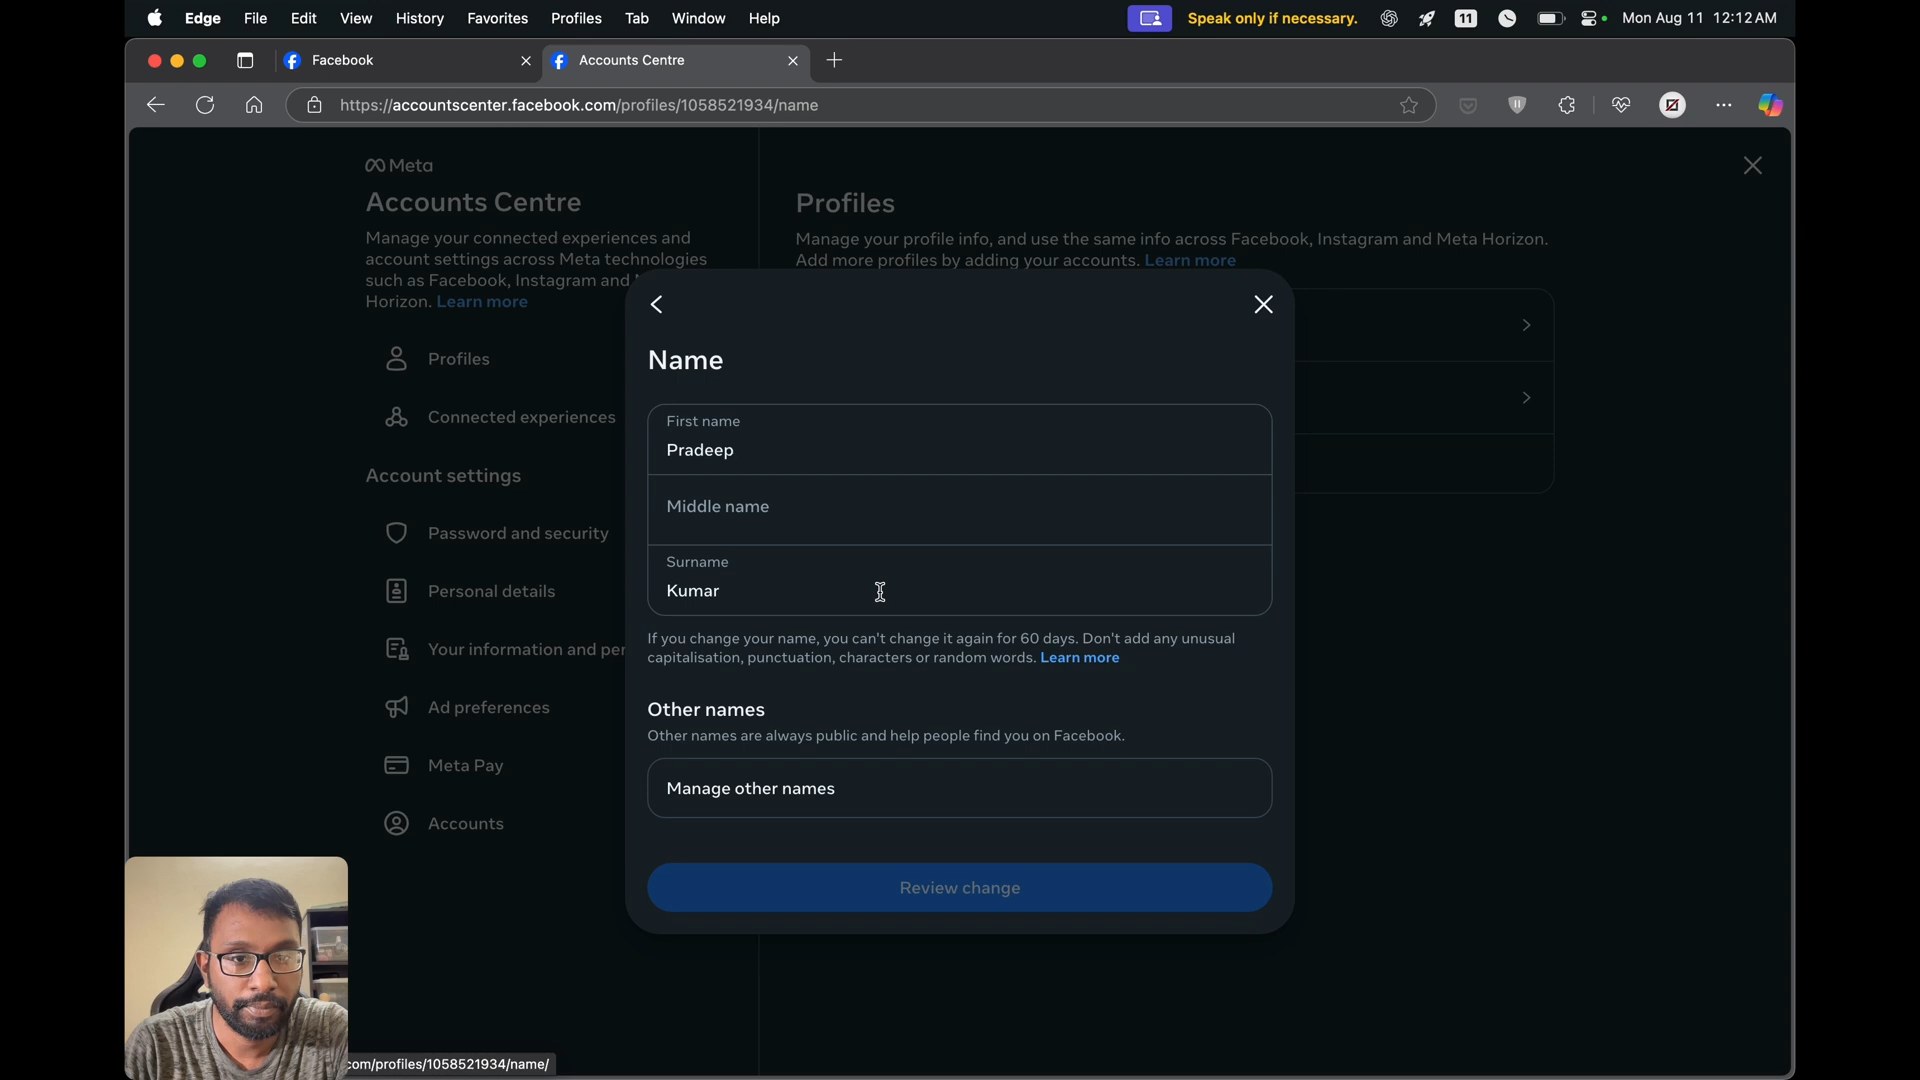 Edge File Edit View History Favorites Profiles Tab Window Help
Speak only if necessary. 11 Mon Aug 11 12:12 AM
Facebook
Accounts Centre
https://accountscenter.facebook.com/profiles/1058521934/name
Meta
Accounts Centre
Manage your connected experiences and
account settings across Meta technologies
such as Facebook, Instagram and
Horizon. Learn more
Profiles
Connected experiences
Account settings
Password and security
Personal details
Your information and per
Ad preferences
Meta Pay
Accounts
Profiles
Manage your profile info, and use the same info across Facebook, Instagram and Meta Horizon.
Add more profiles by adding your accounts. Learn more
Name
First name
Pradeep
Middle name
Surname
Kumar
If you change your name, you can't change it again for 60 days. Don't add any unusual
capitalisation, punctuation, characters or random words. Learn more
Other names
Other names are always public and help people find you on Facebook.
Manage other names
Review change
com/profiles/1058521934/name/